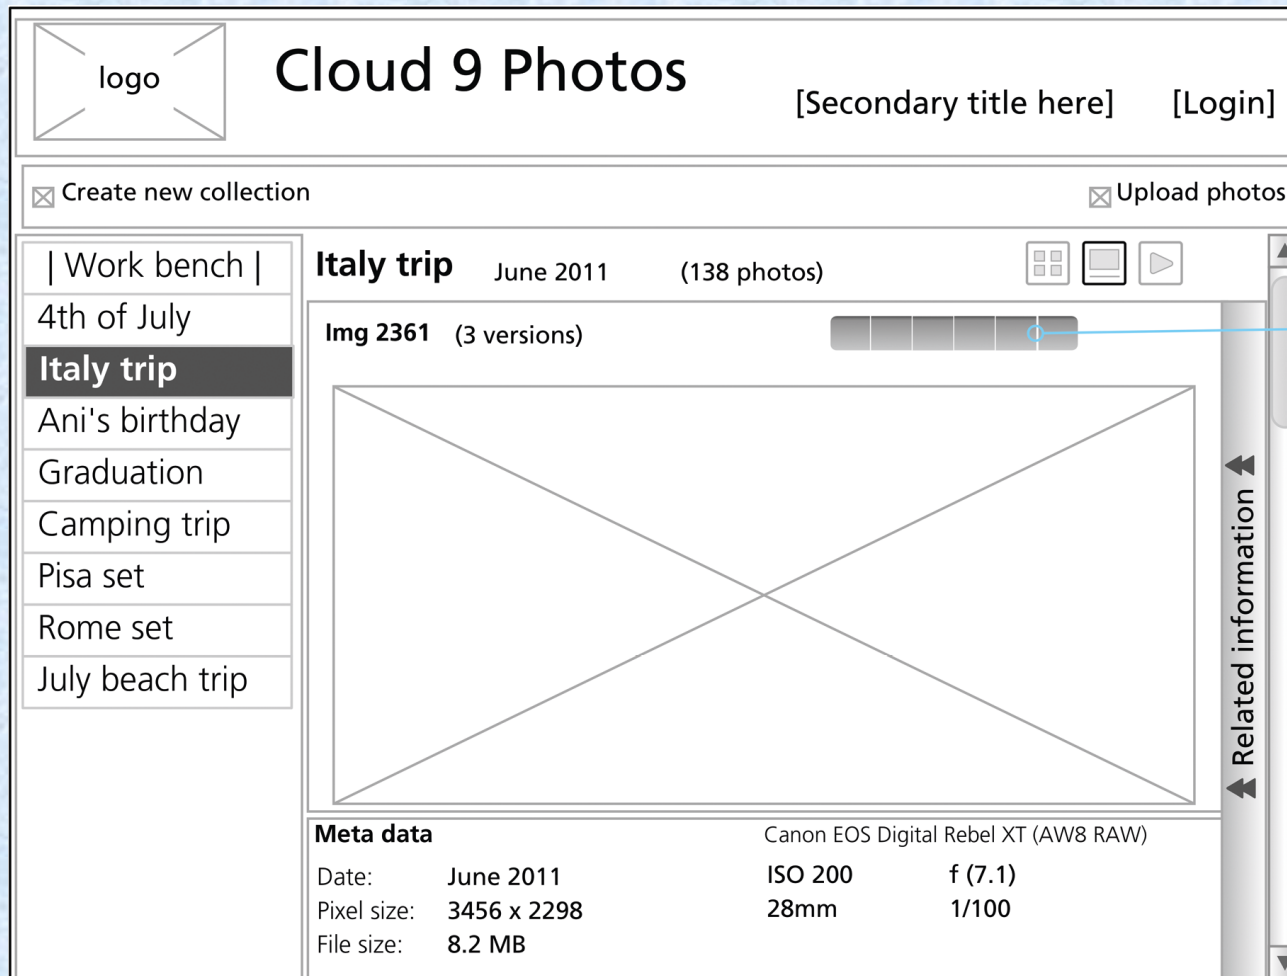 logo
Cloud 9 Photos
[Secondary title here] [Login]
Create new collection
Upload photos
| Work bench |
4th of July
Italy trip
Ani's birthday
Graduation
Camping trip
Pisa set
Rome set
July beach trip
Italy trip June 2011 (138 photos)
Img 2361 (3 versions)
Related information
Meta data
Date: June 2011
Pixel size: 3456 x 2298
File size: 8.2 MB
Canon EOS Digital Rebel XT (AW8 RAW)
ISO 200 f (7.1)
28mm 1/100